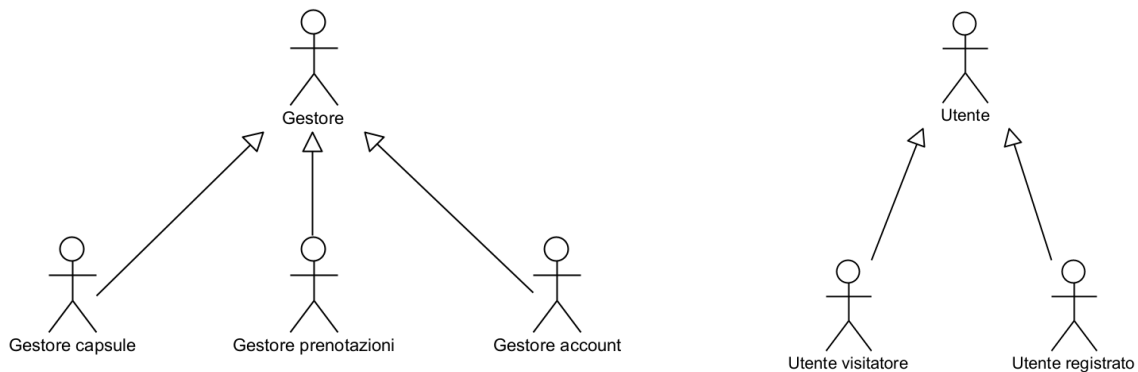 Gestore
Utente
Gestore capsule
Gestore prenotazioni
Gestore account
Utente visitatore
Utente registrato